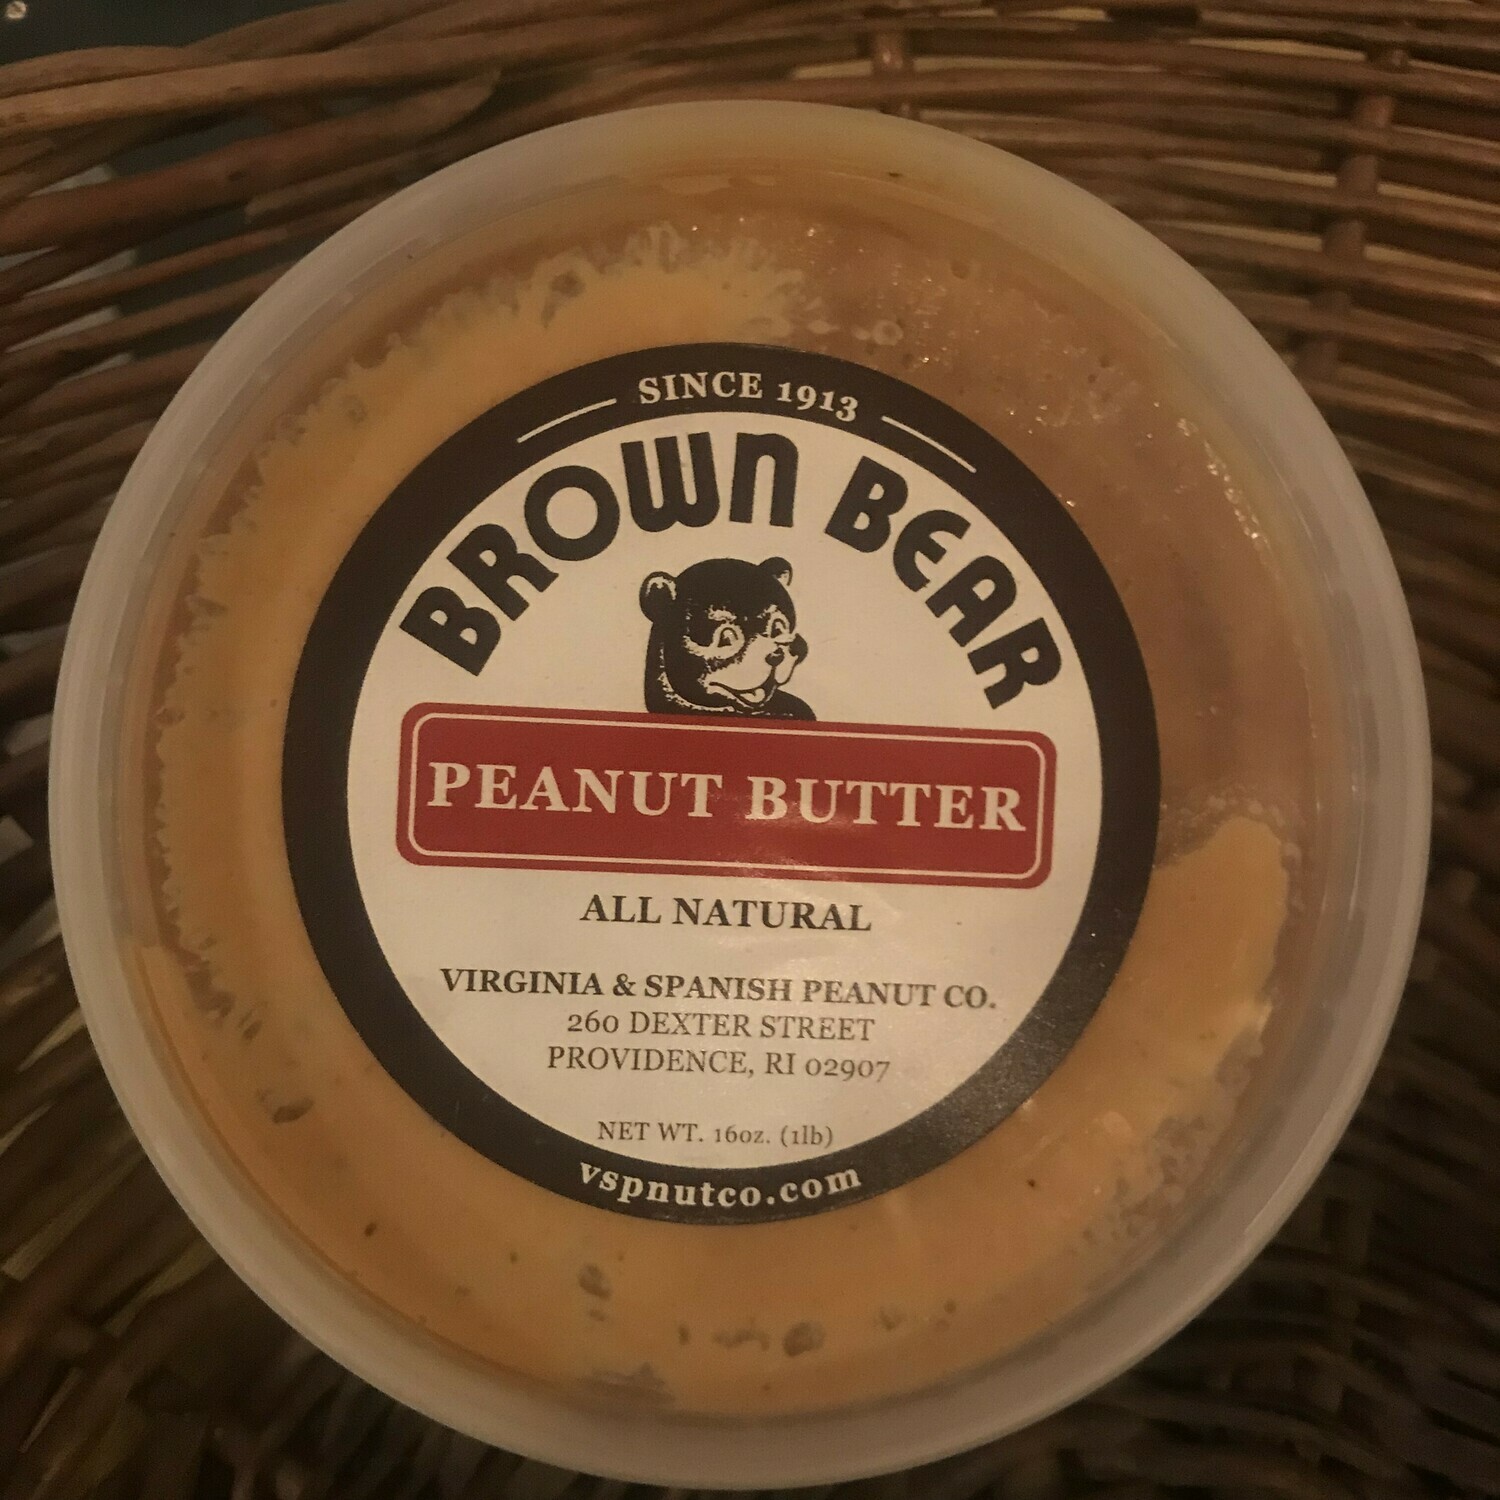 SINCE 1913
BROWN BEAR
PEANUT BUTTER
ALL NATURAL
VIRGINIA & SPANISH PEANUT CO.
260 DEXTER STREET
PROVIDENCE, RI 02907
NET WT. 16oz. (1lb)
vspnutco.com